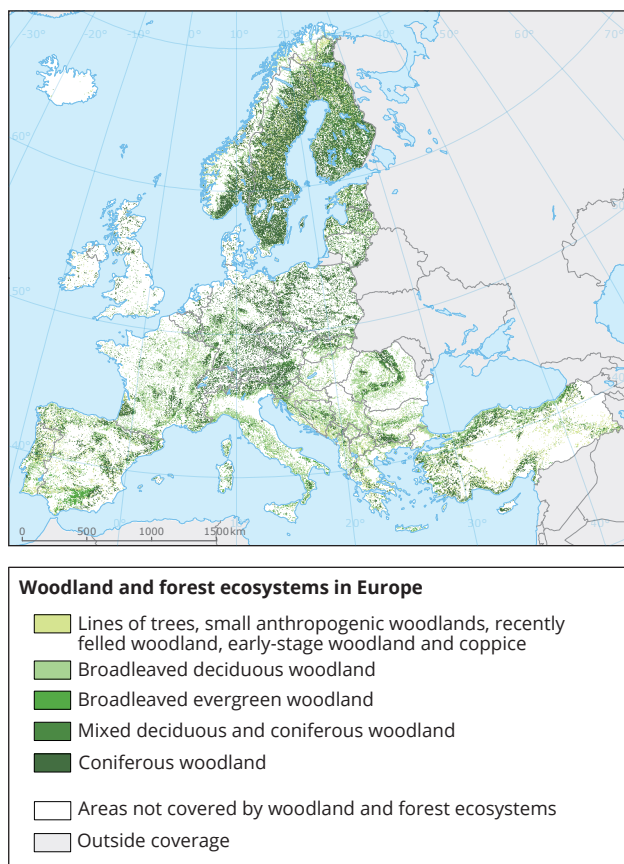 -30° -20° -10° 0° 10° 20° 30° 40° 50° 60° 70°
60°
50°
40°
0° 10° 20° 30° 40°
0 500 1000 1500 km
Woodland and forest ecosystems in Europe
Lines of trees, small anthropogenic woodlands, recently
felled woodland, early-stage woodland and coppice
Broadleaved deciduous woodland
Broadleaved evergreen woodland
Mixed deciduous and coniferous woodland
Coniferous woodland
Areas not covered by woodland and forest ecosystems
Outside coverage